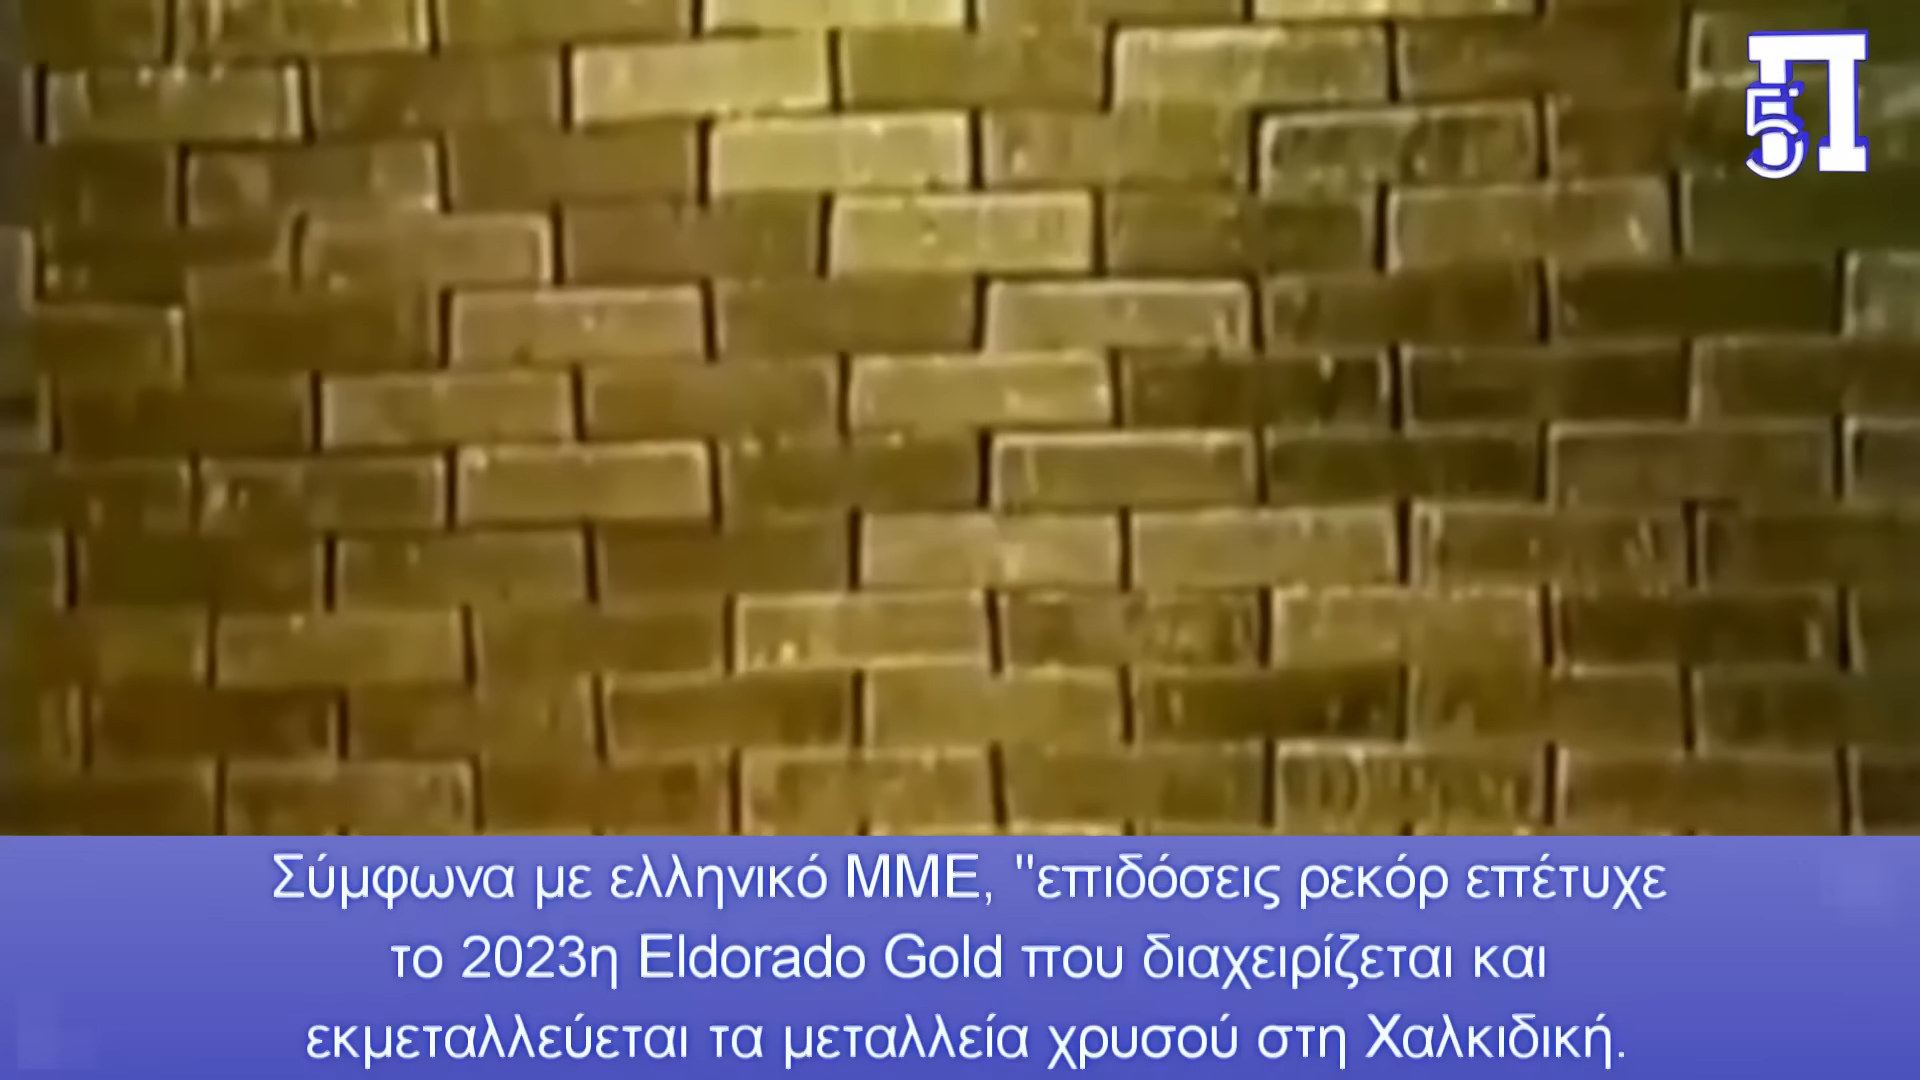 5Π
Σύμφωνα με ελληνικό ΜΜΕ, "επιδόσεις ρεκόρ επέτυχε
το 2023η Eldorado Gold που διαχειρίζεται και
εκμεταλλεύεται τα μεταλλεία χρυσού στη Χαλκιδική.